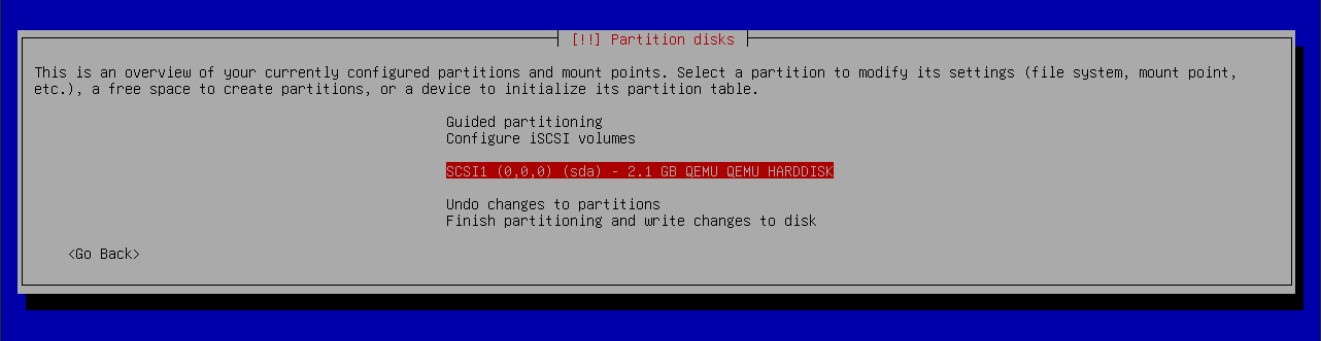 [!!] Partition disks
This is an overview of your currently configured partitions and mount points. Select a partition to modify its settings (file system, mount point,
etc.), a free space to create partitions, or a device to initialize its partition table.
Guided partitioning
Configure iSCSI volumes
SCSI1 (0,0,0) (sda) - 2.1 GB QEMU QEMU HARDDISK
Undo changes to partitions
Finish partitioning and write changes to disk
<Go Back>